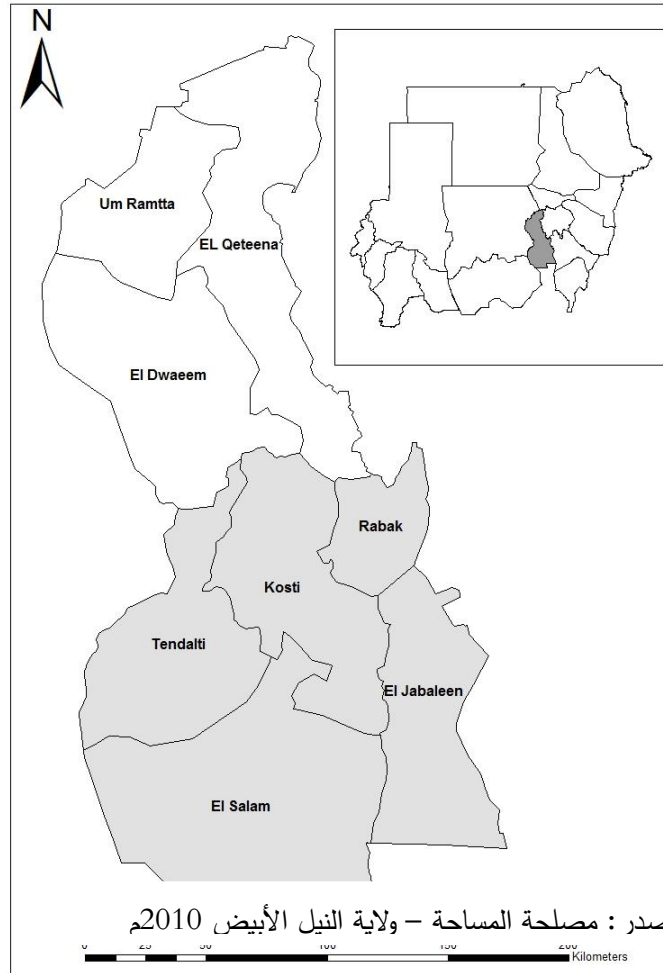 N
Um Ramtta
EL Qeteena
El Dwaeem
Rabak
Kosti
Tendalti
El Jabaleen
El Salam
صدر : مصلحة المساحة – ولاية النيل الأبيض 2010م
0 25 50 100 150 200
Kilometers